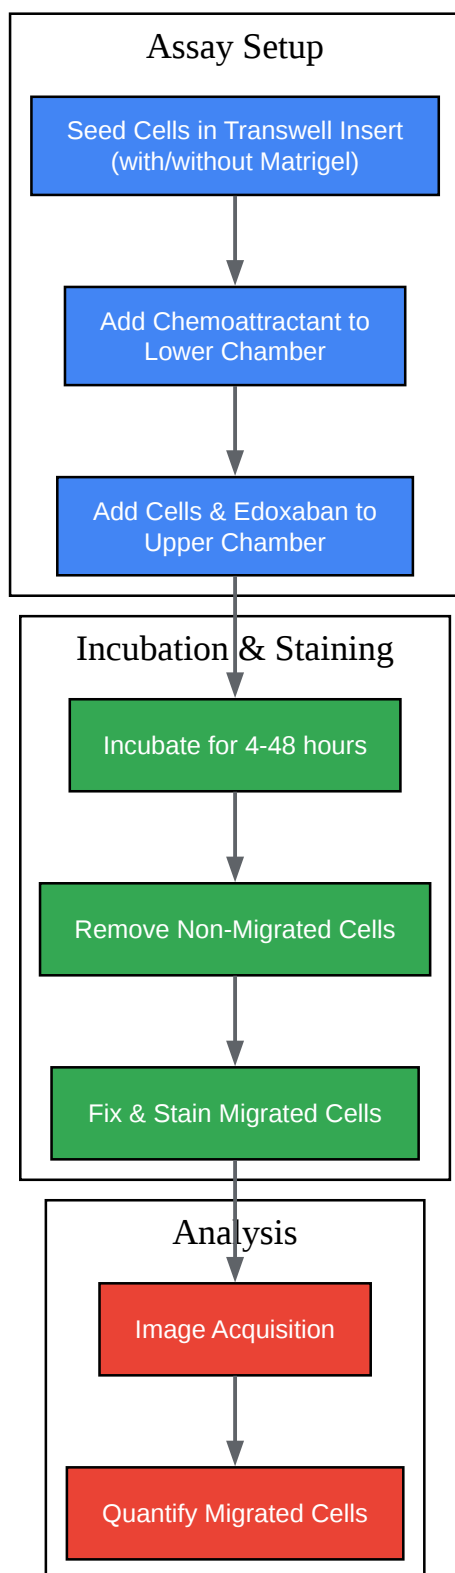 Assay Setup
Seed Cells in Transwell Insert
(with/without Matrigel)
Add Chemoattractant to
Lower Chamber
Add Cells & Edoxaban to
Upper Chamber
Incubation & Staining
Incubate for 4-48 hours
Remove Non-Migrated Cells
Fix & Stain Migrated Cells
Analysis
Image Acquisition
Quantify Migrated Cells